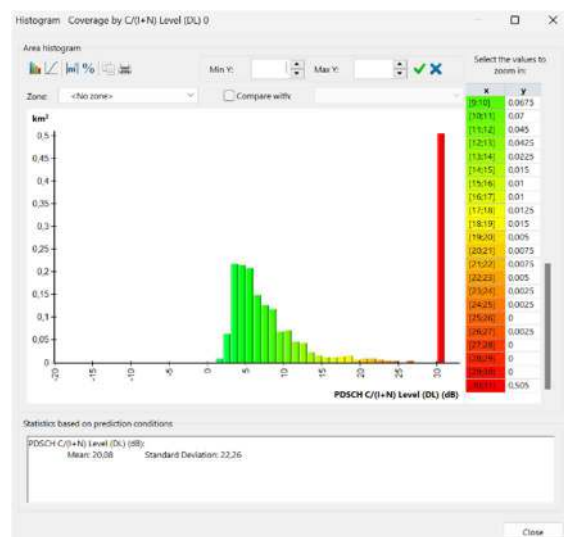 Histogram Coverage by C/(I+N) Level (DL) 0
Area histogram
Min Y: Max Y:
Select the values to
zoom in:
Zone: <No zone> Compare with:
x y
[9;10] 0,0675
[10;11] 0,07
[11;12] 0,045
[12;13] 0,0425
[13;14] 0,0225
[14;15] 0,015
[15;16] 0,01
[16;17] 0,01
[17;18] 0,0125
[18;19] 0,015
[19;20] 0,005
[20;21] 0,0075
[21;22] 0,0075
[22;23] 0,005
[23;24] 0,0025
[24;25] 0,0025
[25;26] 0
[26;27] 0,0025
[27;28] 0
[28;29] 0
0
0,505
km²
0,5
0,45
0,4
0,35
0,3
0,25
0,2
0,15
0,1
0,05
0
-20 -15 -10 -5 0 5 10 15 20 25 30
PDSCH C/(I+N) Level (DL) (dB)
Statistics based on prediction conditions
PDSCH C/(I+N) Level (DL) (dB):
Mean: 20,08 Standard Deviation: 22,26
Close